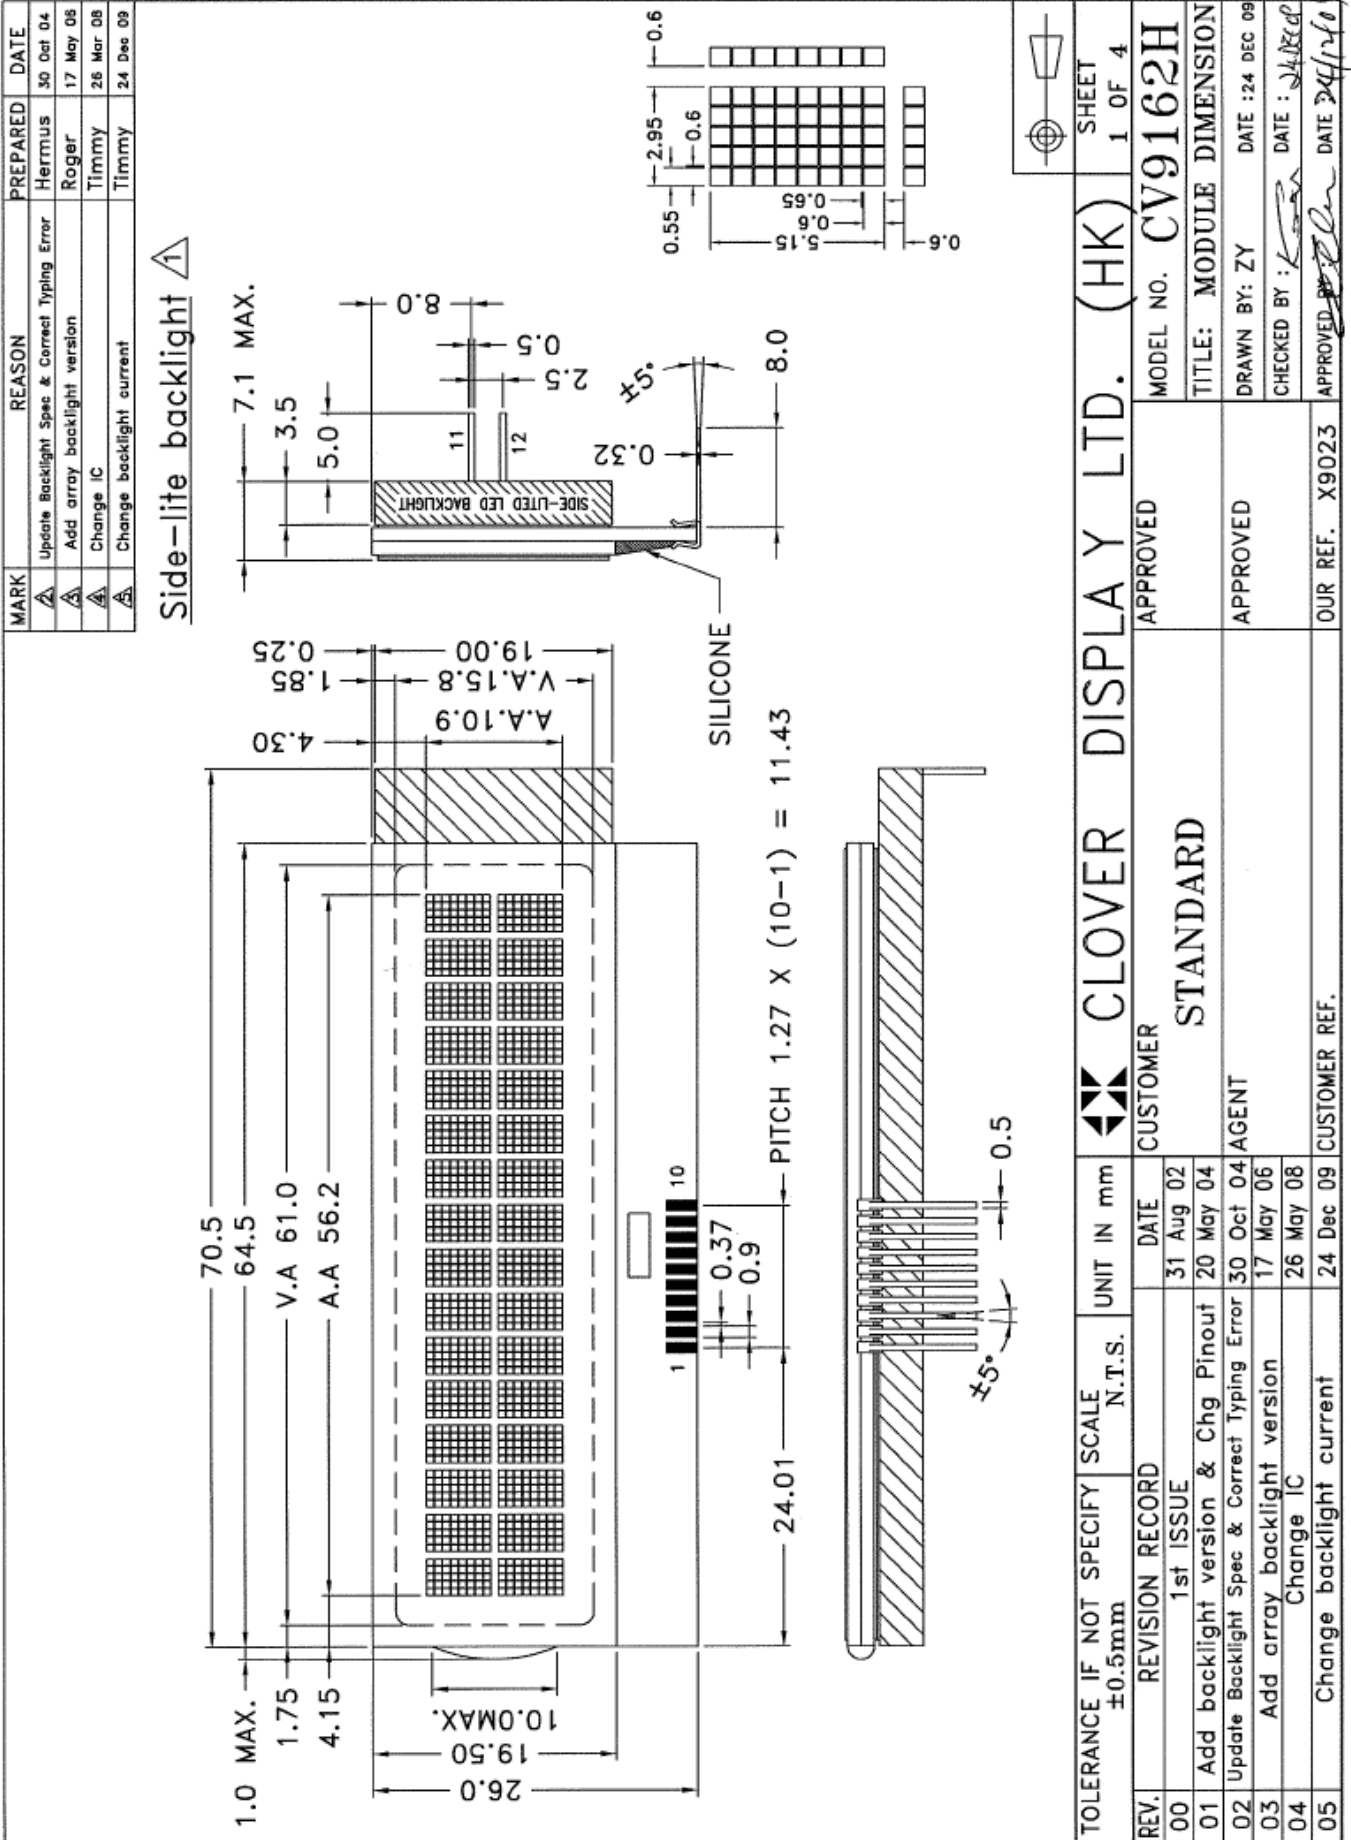 MARK REASON PREPARED DATE
2 Update Backlight Spec & Correct Typing Error Hermus 30 Oct 04
3 Add array backlight version Roger 17 May 06
4 Change IC Timmy 26 Mar 08
5 Change backlight current Timmy 24 Dec 09
Side-lite backlight 1
7.1 MAX.
3.5
5.0
8.0
0.5
2.5
11
12
SIDE-LITED LED BACKLIGHT
±5°
0.32
8.0
SILICONE
0.6
2.95
0.6
0.55
0.65
0.6
5.15
0.6
70.5
64.5
V.A 61.0
A.A 56.2
1.0 MAX.
1.75
4.15
10.0MAX.
19.50
26.0
0.25
19.00
1.85
V.A.15.8
4.30
A.A.10.9
1
10
0.37
0.9
24.01
PITCH 1.27 X (10-1) = 11.43
±5°
0.5
TOLERANCE IF NOT SPECIFY
±0.5mm
SCALE
N.T.S.
UNIT IN mm
CLOVER DISPLAY LTD. (HK)
SHEET
1 OF 4
REV. REVISION RECORD DATE
00 1st ISSUE 31 Aug 02
01 Add backlight version & Chg Pinout 20 May 04
02 Update Backlight Spec & Correct Typing Error 30 Oct 04
03 Add array backlight version 17 May 06
04 Change IC 26 May 08
05 Change backlight current 24 Dec 09
CUSTOMER
STANDARD
AGENT
CUSTOMER REF.
APPROVED
APPROVED
OUR REF. X9023
MODEL NO. CV9162H
TITLE: MODULE DIMENSION
DRAWN BY: ZY DATE :24 DEC 09
CHECKED BY : DATE :
APPROVED BY: DATE